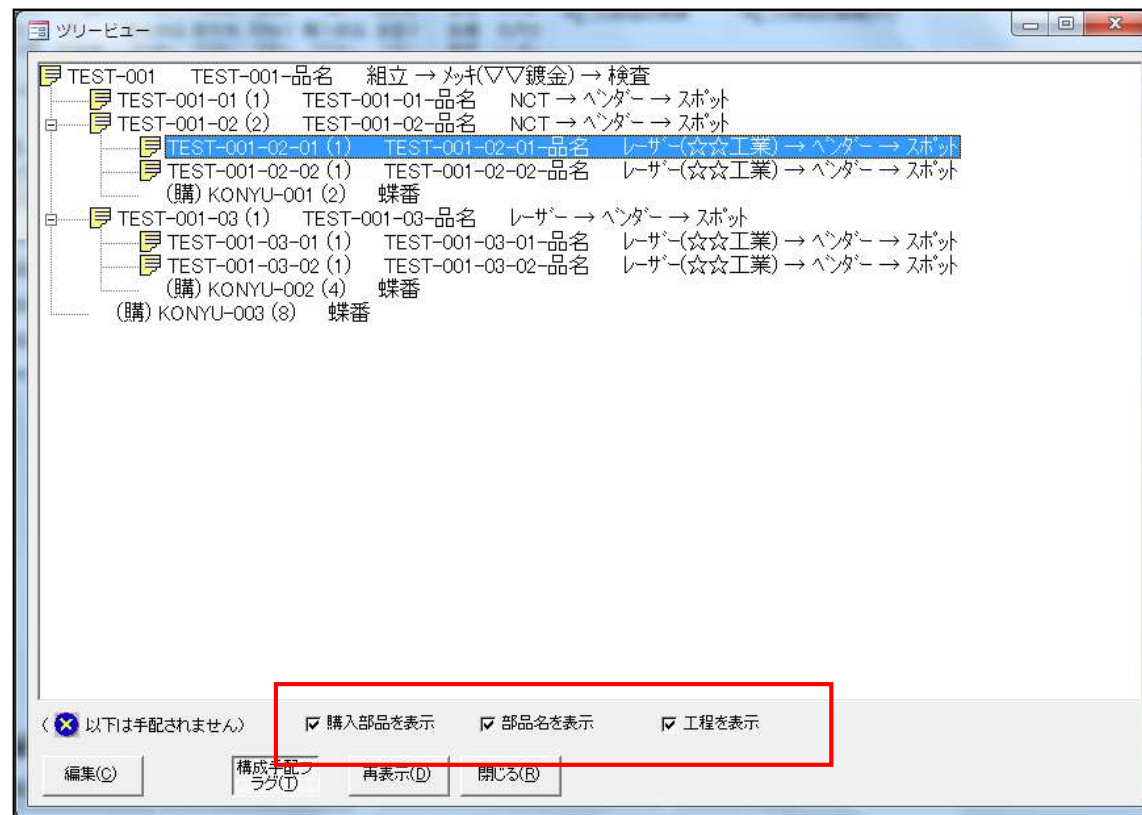 ツリービュー
TEST-001 TEST-001-品名 組立 → メッキ(▽▽鍍金) → 検査
TEST-001-01 (1) TEST-001-01-品名 NCT → ベンダー → スポット
TEST-001-02 (2) TEST-001-02-品名 NCT → ベンダー → スポット
TEST-001-02-01 (1) TEST-001-02-01-品名 レーザー(☆☆工業) → ベンダー → スポット
TEST-001-02-02 (1) TEST-001-02-02-品名 レーザー(☆☆工業) → ベンダー → スポット
(購) KONYU-001 (2) 蝶番
TEST-001-03 (1) TEST-001-03-品名 レーザー → ベンダー → スポット
TEST-001-03-01 (1) TEST-001-03-01-品名 レーザー(☆☆工業) → ベンダー → スポット
TEST-001-03-02 (1) TEST-001-03-02-品名 レーザー(☆☆工業) → ベンダー → スポット
(購) KONYU-002 (4) 蝶番
(購) KONYU-003 (8) 蝶番
( 以下は手配されません) 購入部品を表示 部品名を表示 工程を表示
編集(C) 構成手配フ
ラグ(T) 再表示(D) 閉じる(R)